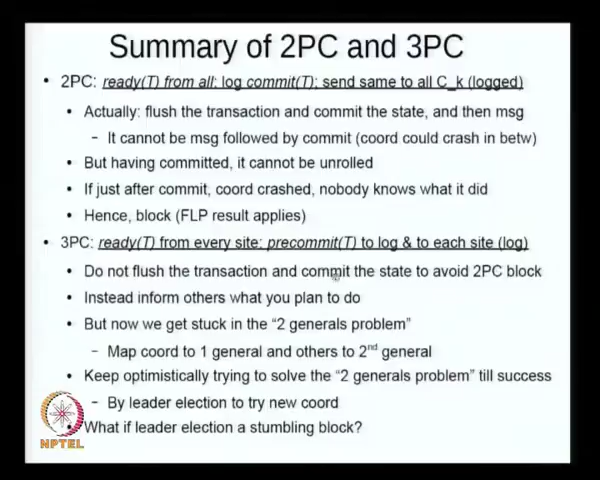 Summary of 2PC and 3PC
• 2PC: ready(T) from all; log commit(T); send same to all C_k (logged)
• Actually: flush the transaction and commit the state, and then msg
– It cannot be msg followed by commit (coord could crash in betw)
• But having committed, it cannot be unrolled
• If just after commit, coord crashed, nobody knows what it did
• Hence, block (FLP result applies)
• 3PC: ready(T) from every site: precommit(T) to log & to each site (log)
• Do not flush the transaction and commit the state to avoid 2PC block
• Instead inform others what you plan to do
• But now we get stuck in the “2 generals problem”
– Map coord to 1 general and others to 2nd general
• Keep optimistically trying to solve the “2 generals problem” till success
– By leader election to try new coord
What if leader election a stumbling block?
NPTEL